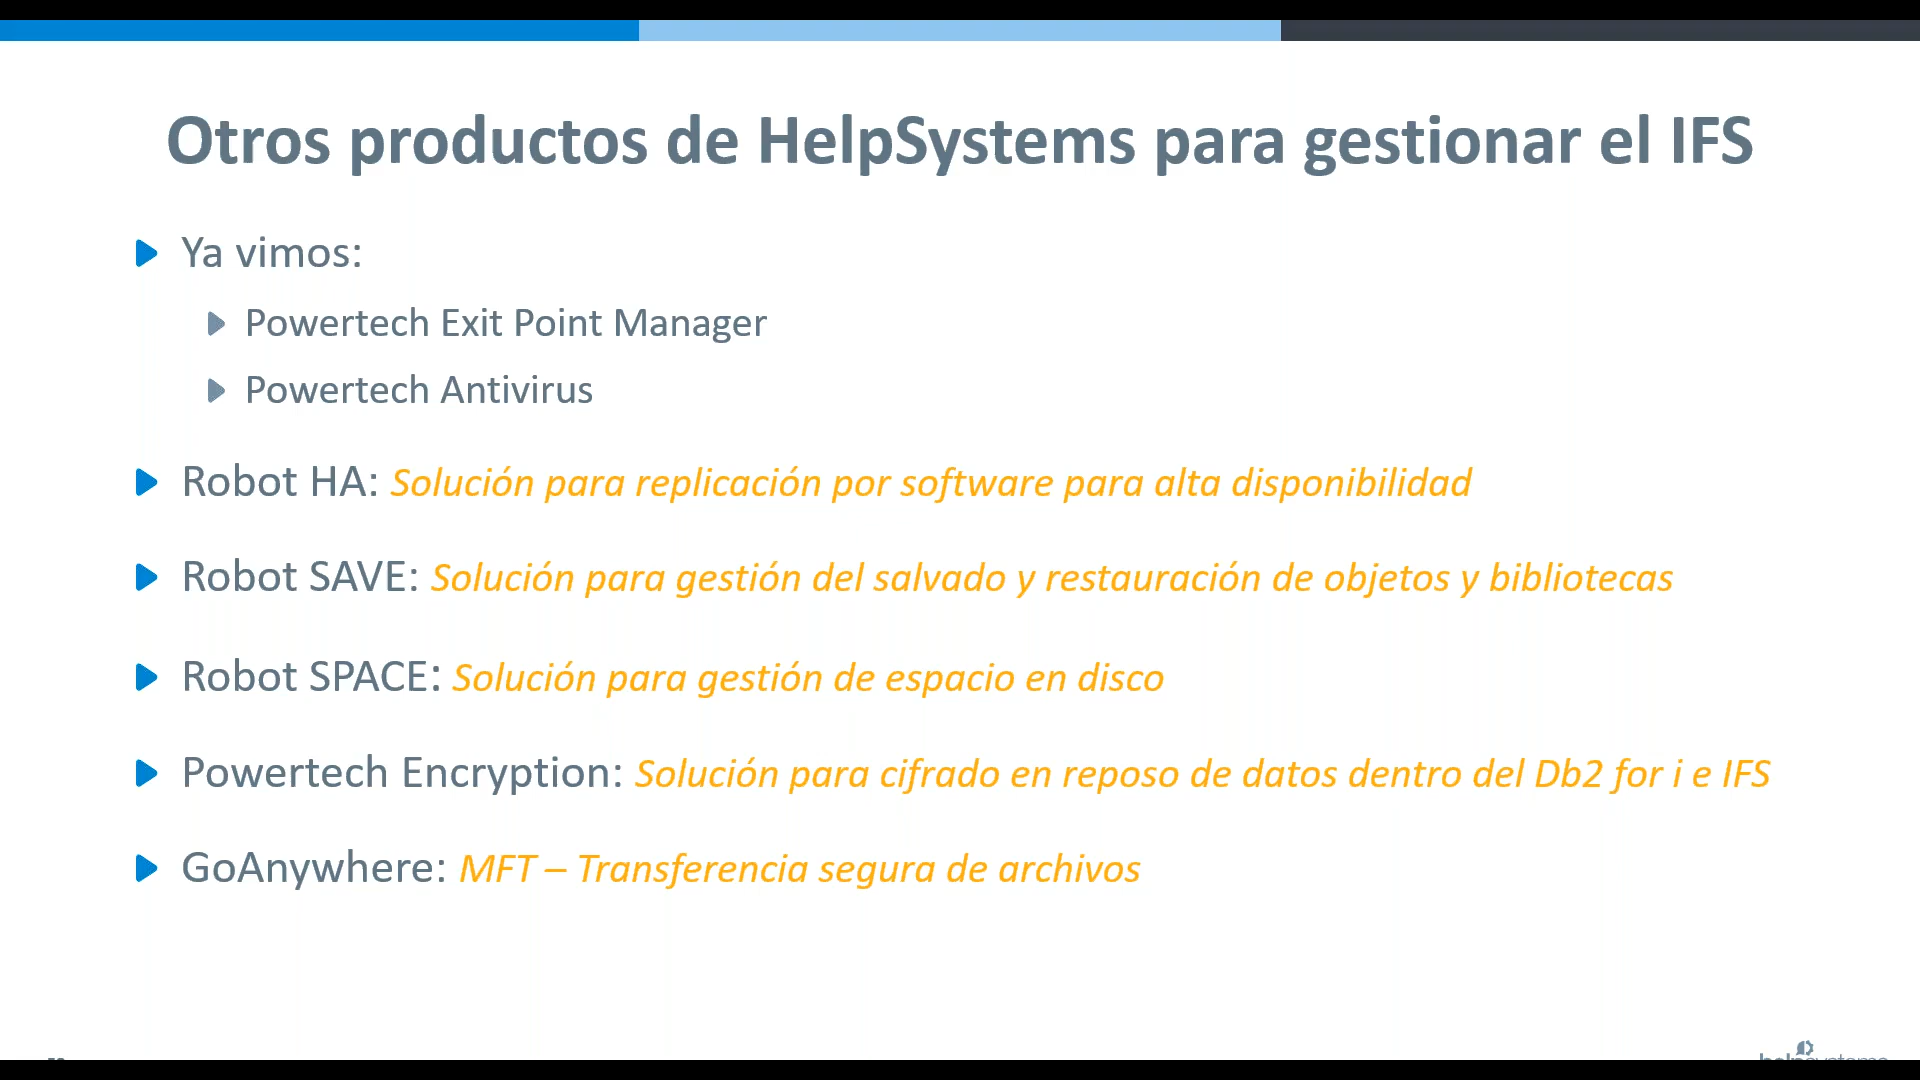 Otros productos de HelpSystems para gestionar el IFS
Ya vimos:
Powertech Exit Point Manager
Powertech Antivirus
Robot HA: Solución para replicación por software para alta disponibilidad
Robot SAVE: Solución para gestión del salvado y restauración de objetos y bibliotecas
Robot SPACE: Solución para gestión de espacio en disco
Powertech Encryption: Solución para cifrado en reposo de datos dentro del Db2 for i e IFS
GoAnywhere: MFT – Transferencia segura de archivos
helpsystems